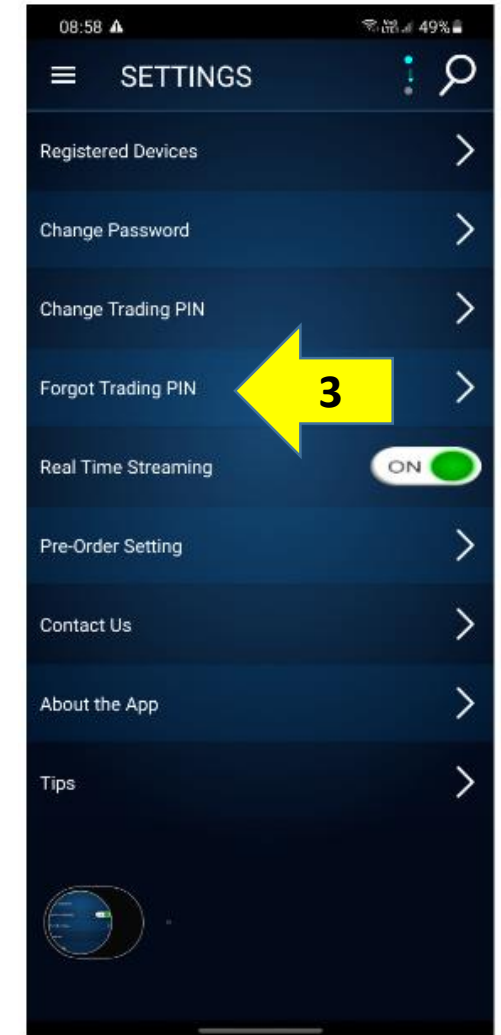 08:58 49%
SETTINGS
Registered Devices
Change Password
Change Trading PIN
Forgot Trading PIN 3
Real Time Streaming ON
Pre-Order Setting
Contact Us
About the App
Tips